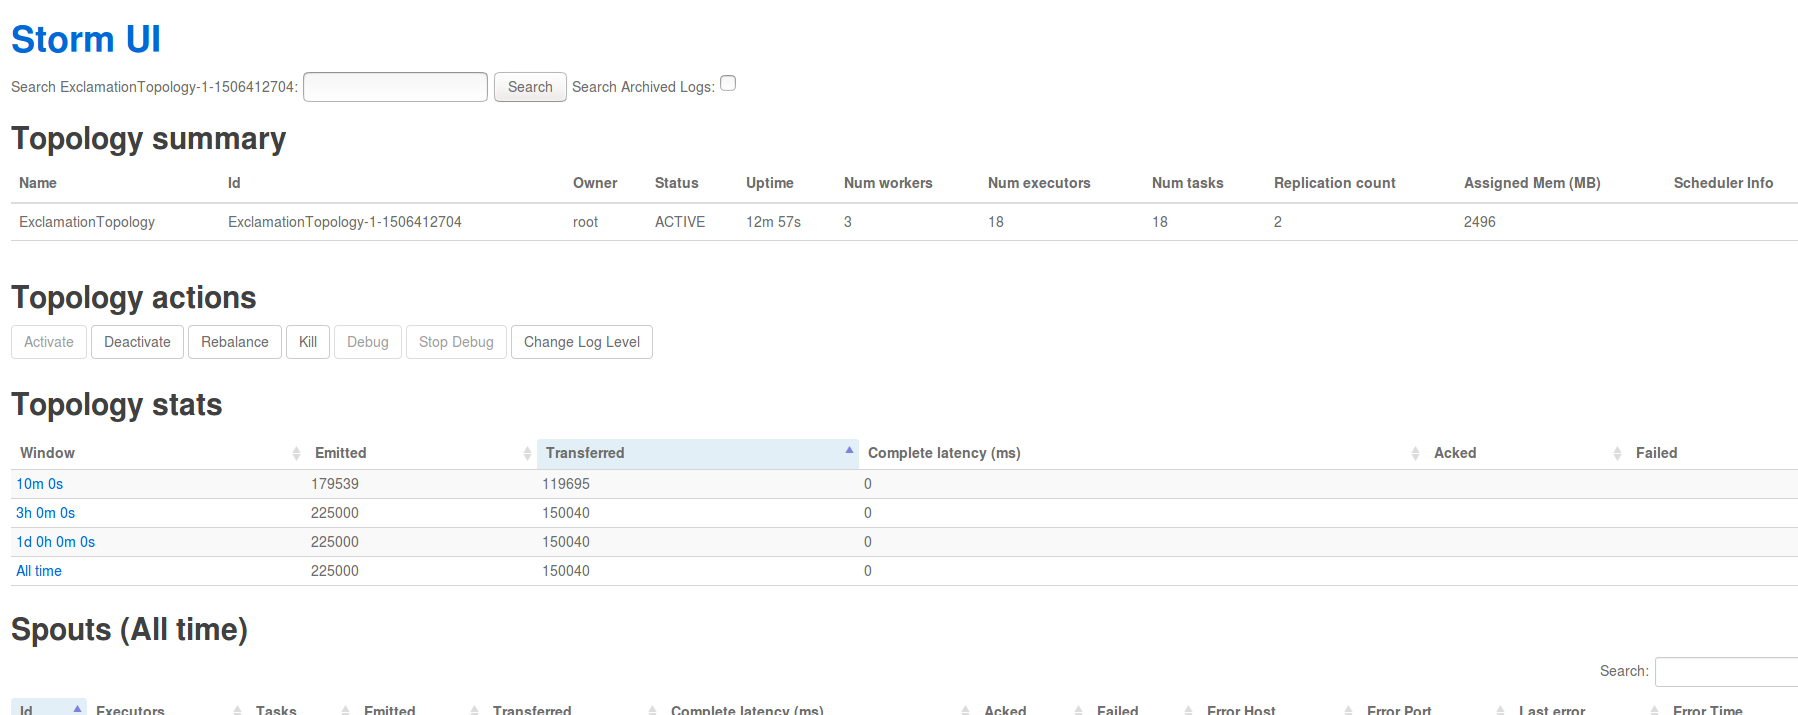 Storm UI
Search ExclamationTopology-1-1506412704: Search Search Archived Logs:
Topology summary
Name Id Owner Status Uptime Num workers Num executors Num tasks Replication count Assigned Mem (MB) Scheduler Info
ExclamationTopology ExclamationTopology-1-1506412704 root ACTIVE 12m 57s 3 18 18 2 2496
Topology actions
Activate Deactivate Rebalance Kill Debug Stop Debug Change Log Level
Topology stats
Window Emitted Transferred Complete latency (ms) Acked Failed
10m 0s 179539 119695 0
3h 0m 0s 225000 150040 0
1d 0h 0m 0s 225000 150040 0
All time 225000 150040 0
Spouts (All time)
Search:
Id Executors Tasks Emitted Transferred Complete latency (ms) Acked Failed Error Host Error Port Last error Error Time